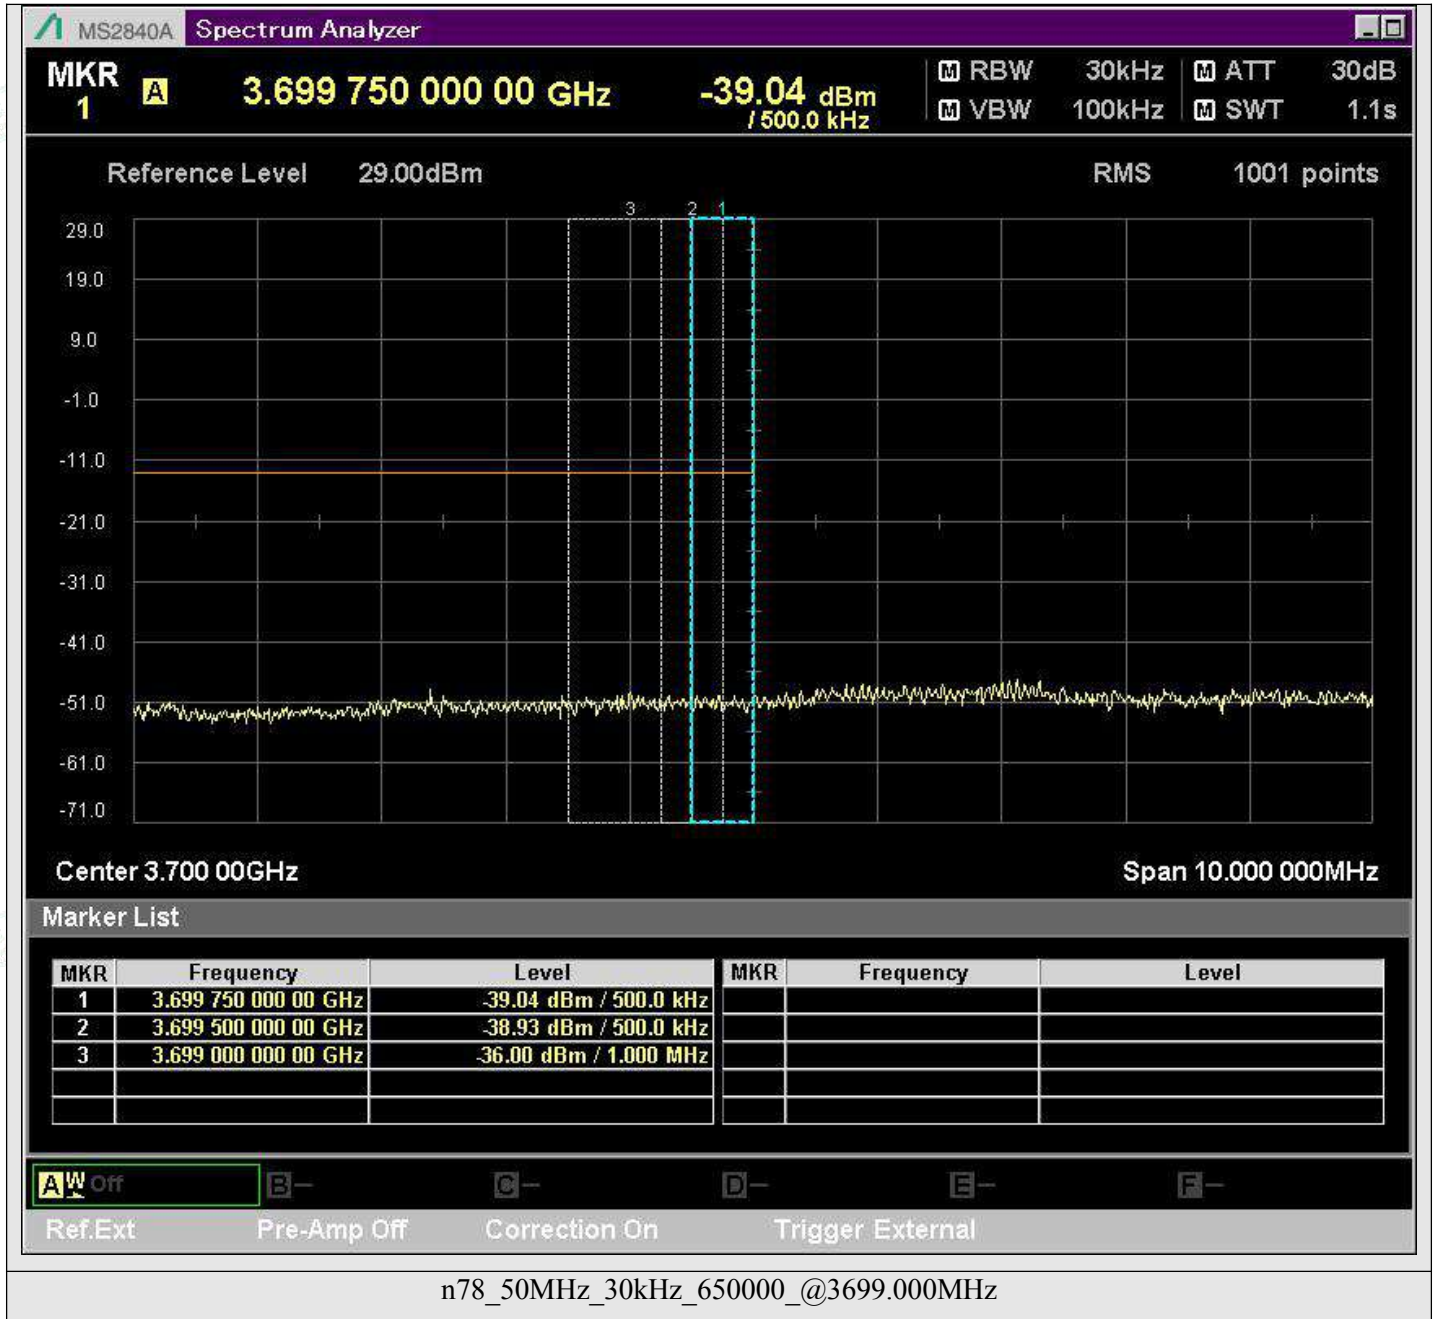 MS2840A Spectrum Analyzer
MKR 1 A 3.699 750 000 00 GHz -39.04 dBm / 500.0 kHz
M RBW 30kHz M ATT 30dB
M VBW 100kHz M SWT 1.1s
Reference Level 29.00dBm RMS 1001 points
3 2 1
29.0
19.0
9.0
-1.0
-11.0
-21.0
-31.0
-41.0
-51.0
-61.0
-71.0
Center 3.700 00GHz Span 10.000 000MHz
Marker List
MKR Frequency Level MKR Frequency Level
1 3.699 750 000 00 GHz -39.04 dBm / 500.0 kHz
2 3.699 500 000 00 GHz -38.93 dBm / 500.0 kHz
3 3.699 000 000 00 GHz -36.00 dBm / 1.000 MHz
A W Off B – C – D – E – F –
Ref.Ext Pre-Amp Off Correction On Trigger External
n78_50MHz_30kHz_650000_@3699.000MHz